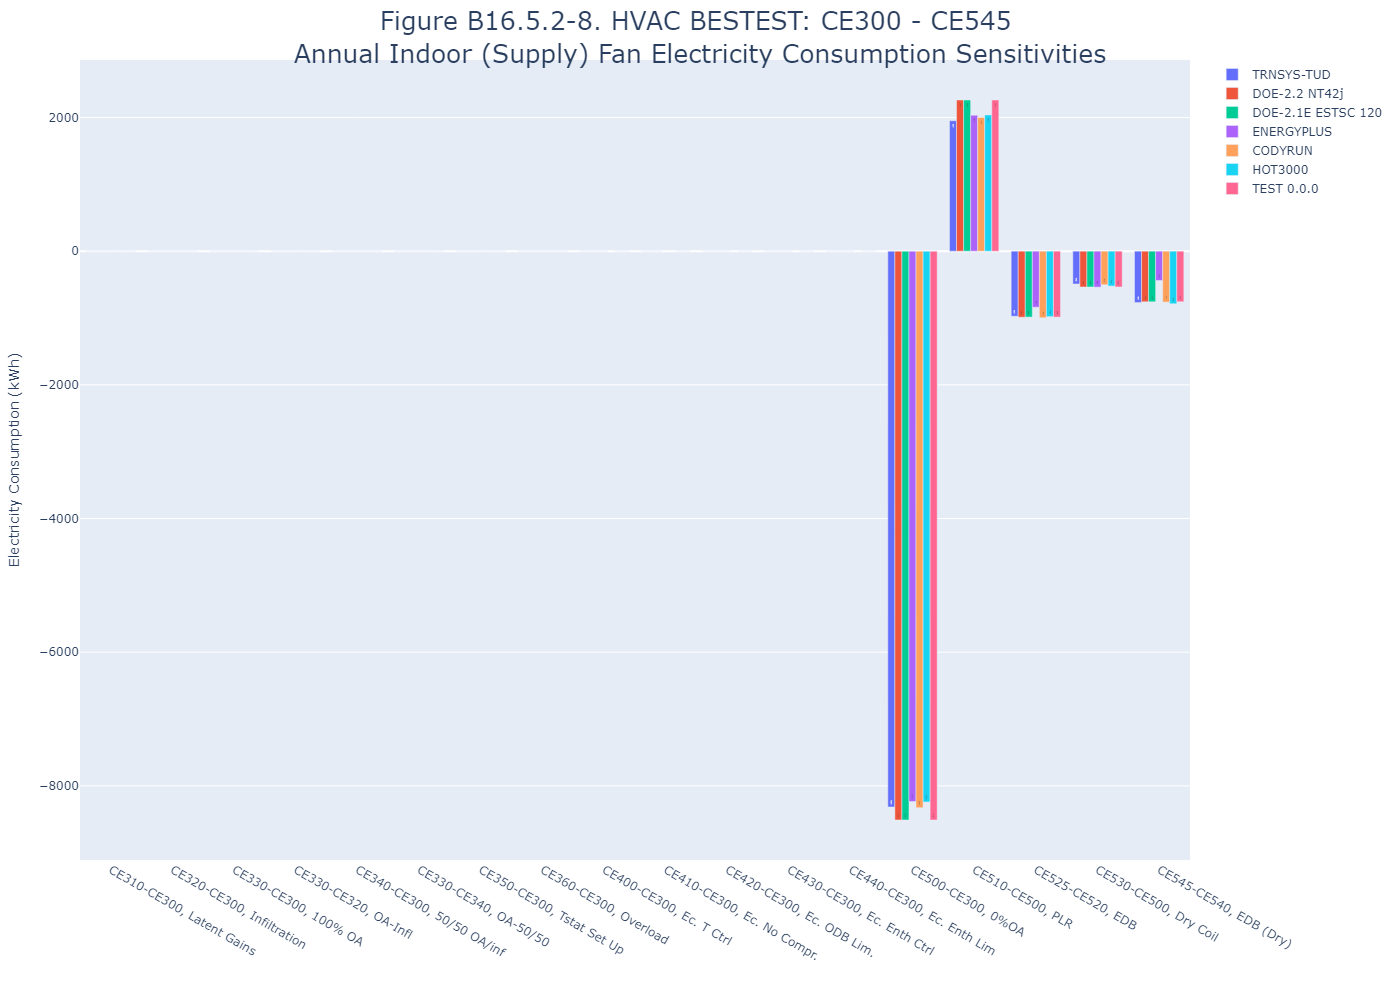 Figure B16.5.2-8. HVAC BESTEST: CE300 - CE545
Annual Indoor (Supply) Fan Electricity Consumption Sensitivities
TRNSYS-TUD
DOE-2.2 NT42j
DOE-2.1E ESTSC 120
ENERGYPLUS
CODYRUN
HOT3000
TEST 0.0.0
Electricity Consumption (kWh)
2000
0
−2000
−4000
−6000
−8000
CE310-CE300, Latent Gains
CE320-CE300, Infiltration
CE330-CE300, 100% OA
CE330-CE320, OA-Infl
CE340-CE300, 50/50 OA/inf
CE330-CE340, OA-50/50
CE350-CE300, Tstat Set Up
CE360-CE300, Overload
CE400-CE300, Ec. T Ctrl
CE410-CE300, Ec. No Compr.
CE420-CE300, Ec. ODB Lim.
CE430-CE300, Ec. Enth Ctrl
CE440-CE300, Ec. Enth Lim
CE500-CE300, 0%OA
CE510-CE500, PLR
CE525-CE520, EDB
CE530-CE500, Dry Coil
CE545-CE540, EDB (Dry)